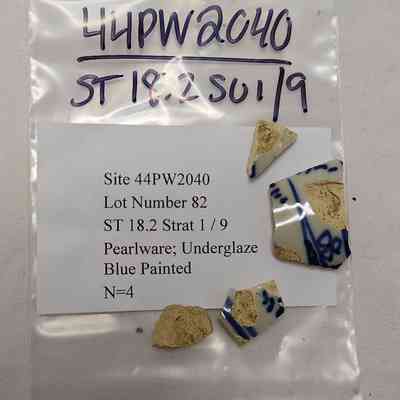 44PW2040
ST 18.2 SU1/9
Site 44PW2040
Lot Number 82
ST 18.2 Strat 1 / 9
Pearlware; Underglaze
Blue Painted
N=4